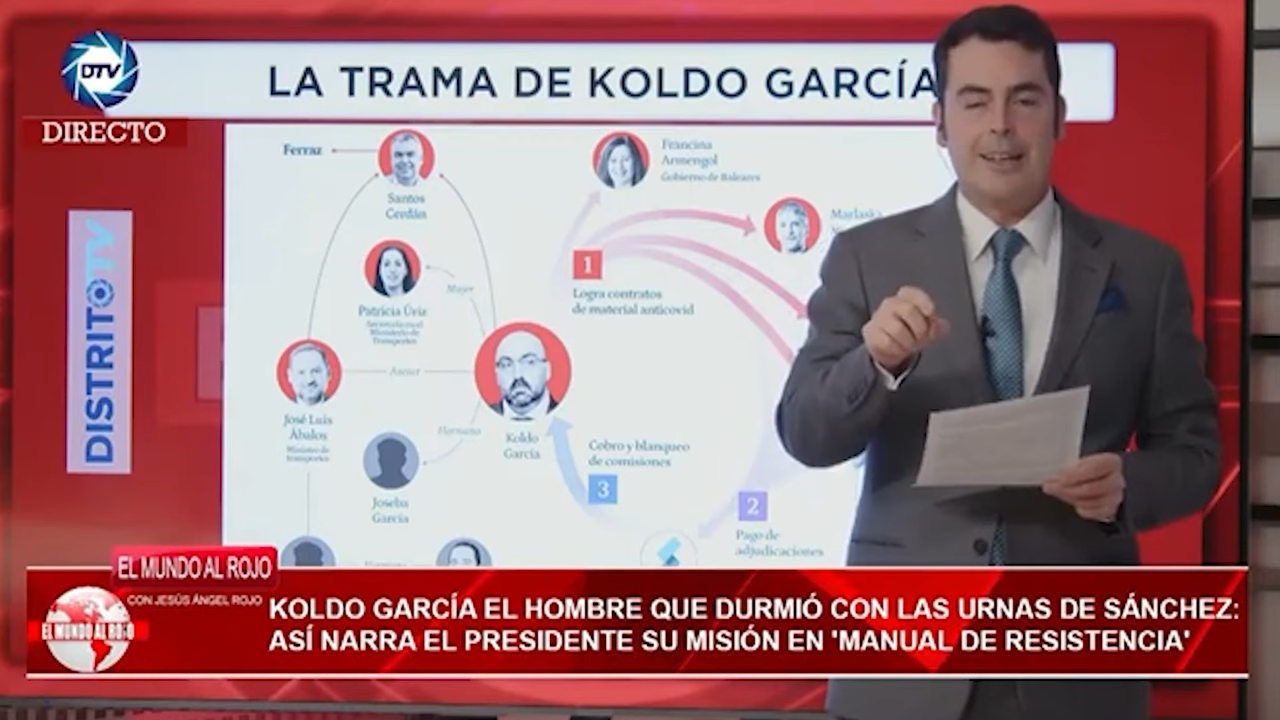 DTV
DIRECTO
DISTRITOTV
LA TRAMA DE KOLDO GARCÍA
Ferraz
Santos
Cerdán
Francina
Armengol
Gobierno de Baleares
Marlaska
1
Logra contratos
de material anticovid
Mujer
Patricia Úriz
Secretaria en el
Ministerio de
Transportes
Asesor
José Luis
Ábalos
Ministro de
Transportes
Koldo
García
Hermano
Joseba
García
Cobro y blanqueo
de comisiones
3
2
Pago de
adjudicaciones
EL MUNDO AL ROJO
CON JESÚS ÁNGEL ROJO
EL MUNDO AL ROJO
KOLDO GARCÍA EL HOMBRE QUE DURMIÓ CON LAS URNAS DE SÁNCHEZ:
ASÍ NARRA EL PRESIDENTE SU MISIÓN EN 'MANUAL DE RESISTENCIA'